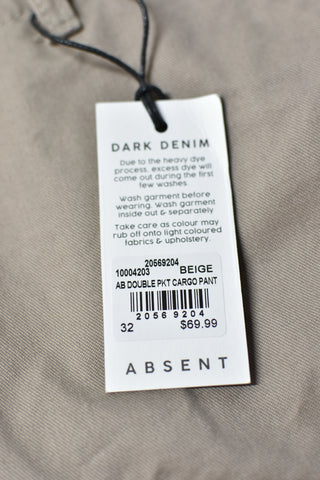 DARK DENIM
Due to the heavy dye
process, excess dye will
come out during the first
few washes
Wash garment before
wearing. Wash garment
inside out & separately
Take care as colour may
rub off onto light coloured
fabrics & upholstery.
20569204
10004203 BEIGE
AB DOUBLE PKT CARGO PANT
2056 9204
32 $69.99
ABSENT